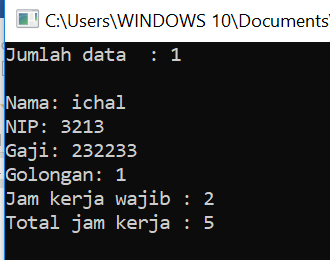 C:\Users\WINDOWS 10\Documents\
Jumlah data  : 1
Nama: ichal
NIP: 3213
Gaji: 232233
Golongan: 1
Jam kerja wajib : 2
Total jam kerja : 5